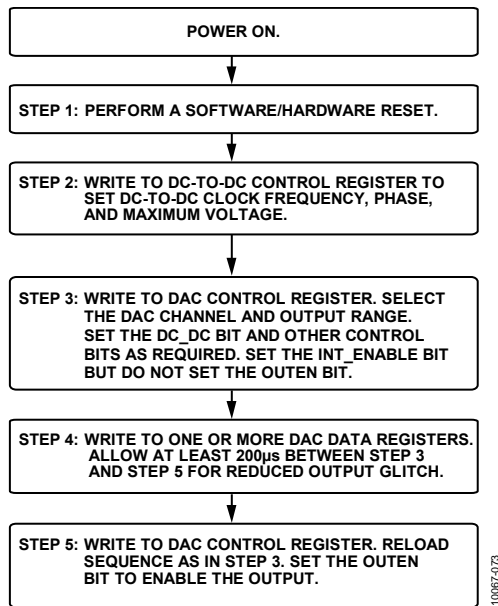 POWER ON.
STEP 1: PERFORM A SOFTWARE/HARDWARE RESET.
STEP 2: WRITE TO DC-TO-DC CONTROL REGISTER TO
SET DC-TO-DC CLOCK FREQUENCY, PHASE,
AND MAXIMUM VOLTAGE.
STEP 3: WRITE TO DAC CONTROL REGISTER. SELECT
THE DAC CHANNEL AND OUTPUT RANGE.
SET THE DC_DC BIT AND OTHER CONTROL
BITS AS REQUIRED. SET THE INT_ENABLE BIT
BUT DO NOT SET THE OUTEN BIT.
STEP 4: WRITE TO ONE OR MORE DAC DATA REGISTERS.
ALLOW AT LEAST 200µs BETWEEN STEP 3
AND STEP 5 FOR REDUCED OUTPUT GLITCH.
STEP 5: WRITE TO DAC CONTROL REGISTER. RELOAD
SEQUENCE AS IN STEP 3. SET THE OUTEN
BIT TO ENABLE THE OUTPUT.
10067-073